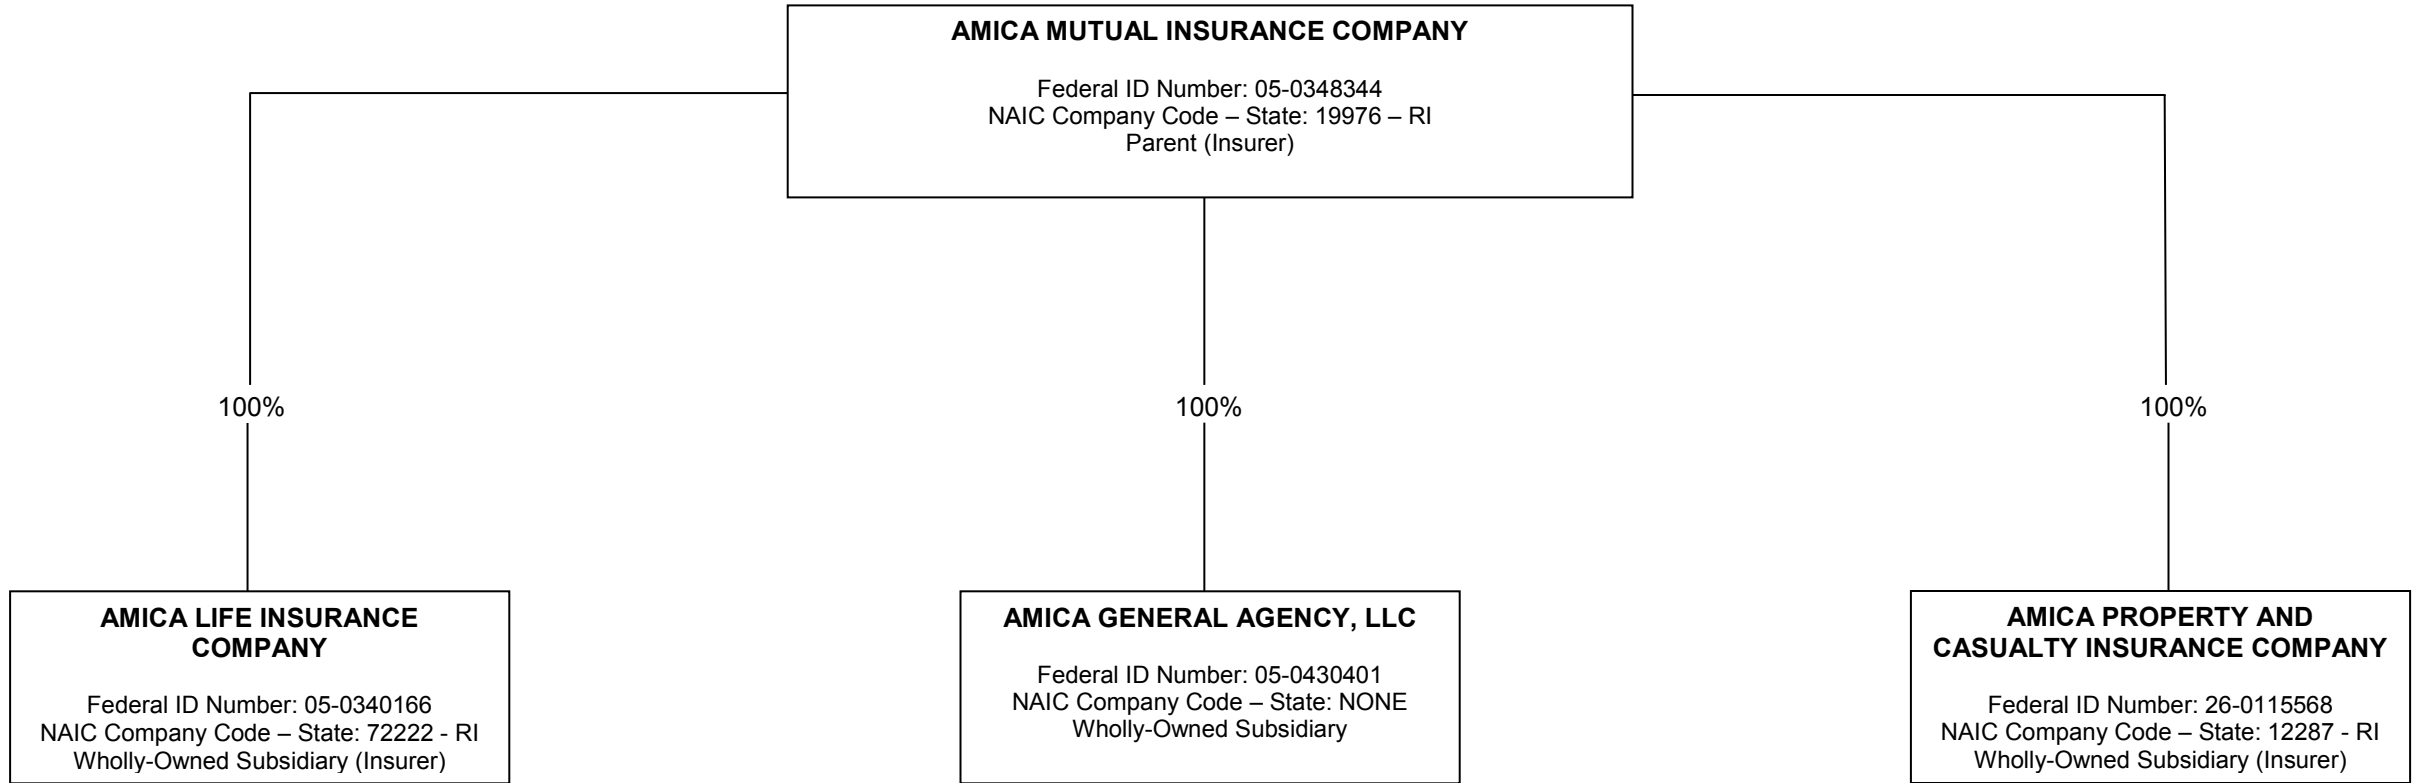 AMICA MUTUAL INSURANCE COMPANY
Federal ID Number: 05-0348344
NAIC Company Code – State: 19976 – RI
Parent (Insurer)
100%
100%
100%
AMICA LIFE INSURANCE
COMPANY
Federal ID Number: 05-0340166
NAIC Company Code – State: 72222 - RI
Wholly-Owned Subsidiary (Insurer)
AMICA GENERAL AGENCY, LLC
Federal ID Number: 05-0430401
NAIC Company Code – State: NONE
Wholly-Owned Subsidiary
AMICA PROPERTY AND
CASUALTY INSURANCE COMPANY
Federal ID Number: 26-0115568
NAIC Company Code – State: 12287 - RI
Wholly-Owned Subsidiary (Insurer)